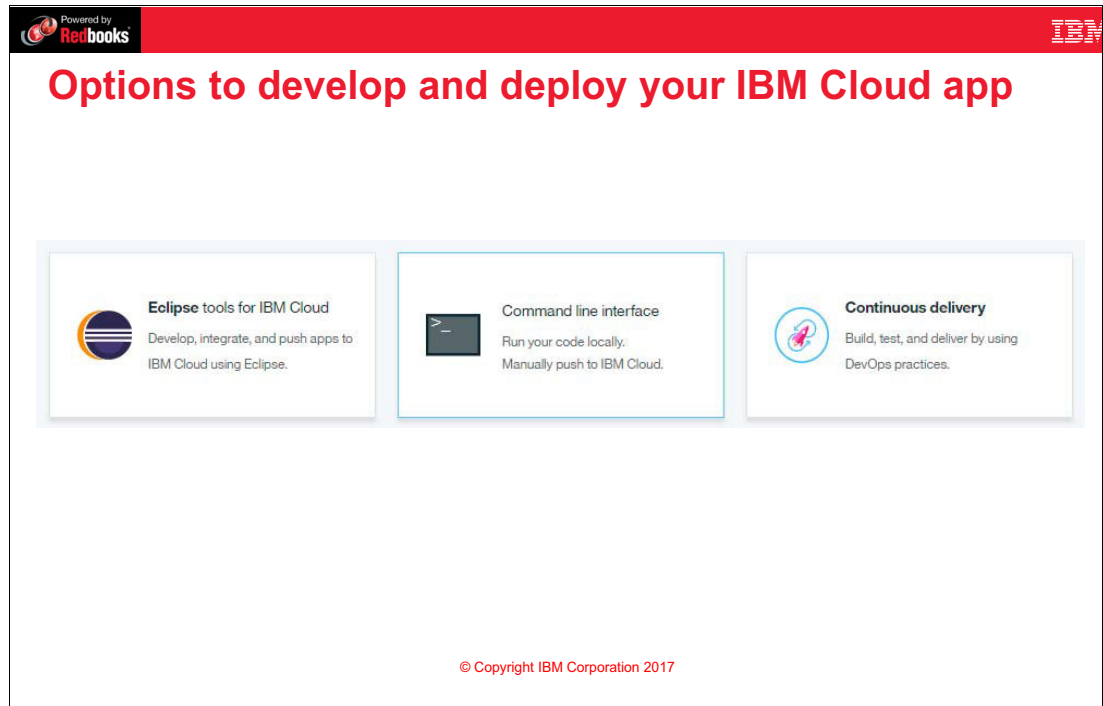 Powered by
Redbooks
IBM
Options to develop and deploy your IBM Cloud app
Eclipse tools for IBM Cloud
Develop, integrate, and push apps to
IBM Cloud using Eclipse.
>_
Command line interface
Run your code locally.
Manually push to IBM Cloud.
Continuous delivery
Build, test, and deliver by using
DevOps practices.
© Copyright IBM Corporation 2017